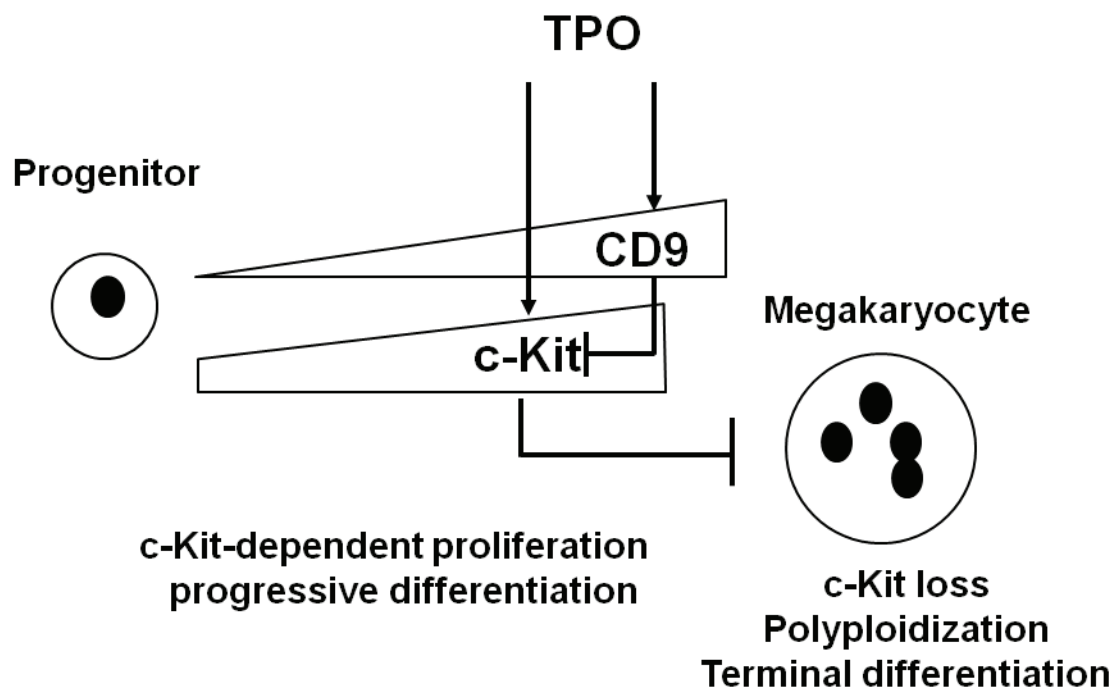 TPO
Progenitor
CD9
Megakaryocyte
c-Kit
c-Kit-dependent proliferation
progressive differentiation
c-Kit loss
Polyploidization
Terminal differentiation